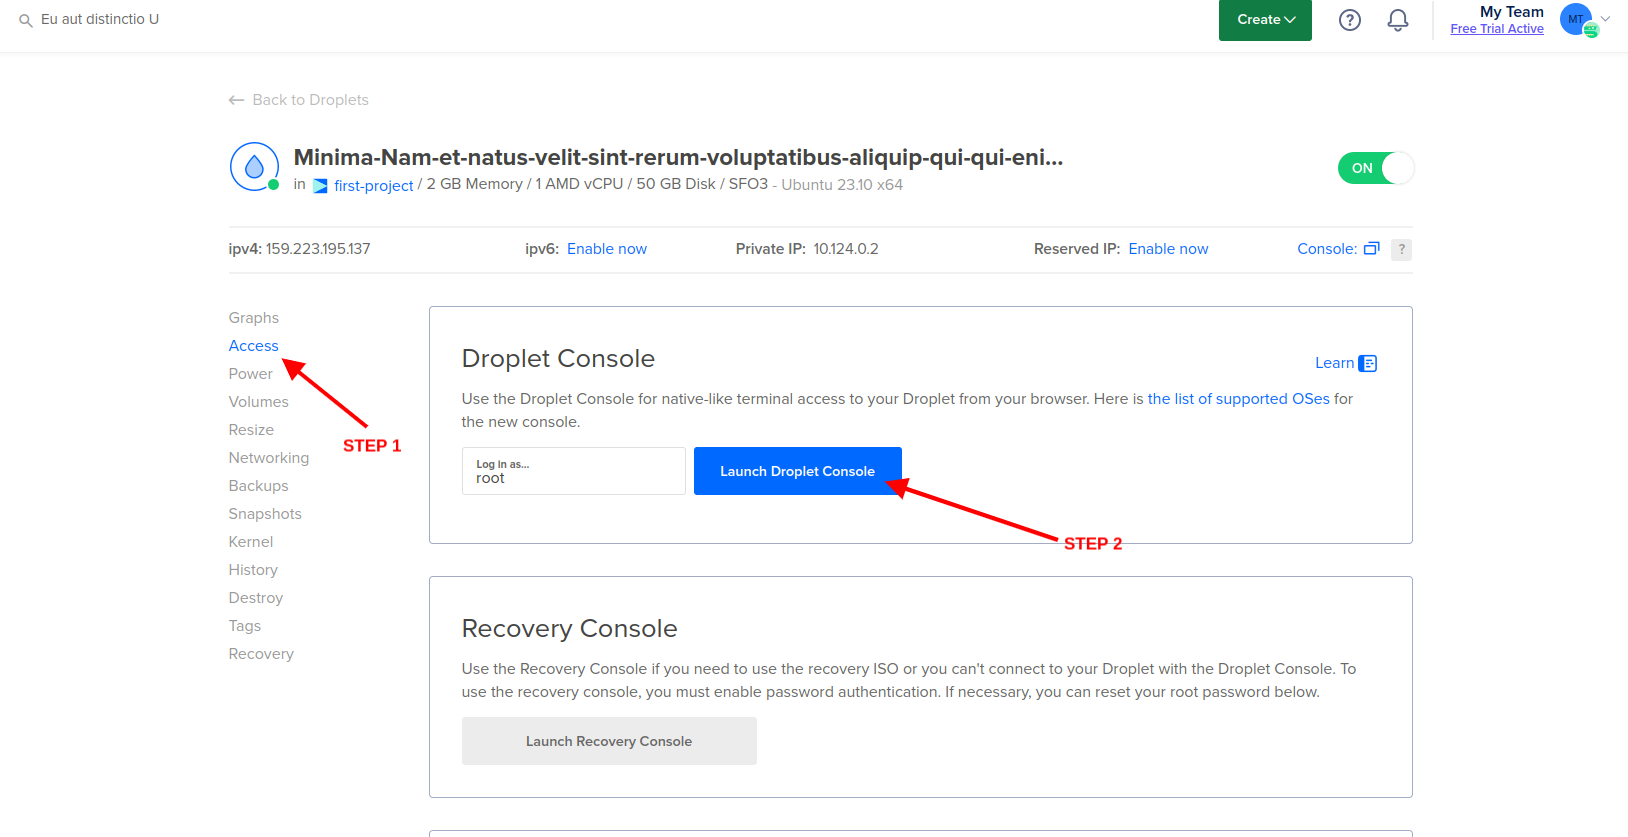 Eu aut distinctio U
Create
?
My Team
Free Trial Active
MT
Back to Droplets
Minima-Nam-et-natus-velit-sint-rerum-voluptatibus-aliquip-qui-qui-eni...
in first-project / 2 GB Memory / 1 AMD vCPU / 50 GB Disk / SFO3 - Ubuntu 23.10 x64
ON
ipv4: 159.223.195.137 ipv6: Enable now Private IP: 10.124.0.2 Reserved IP: Enable now Console: ?
Graphs
Access
Power
Volumes
Resize
Networking
Backups
Snapshots
Kernel
History
Destroy
Tags
Recovery
STEP 1
Droplet Console
Learn
Use the Droplet Console for native-like terminal access to your Droplet from your browser. Here is the list of supported OSes for
the new console.
Log in as...
root
Launch Droplet Console
STEP 2
Recovery Console
Use the Recovery Console if you need to use the recovery ISO or you can't connect to your Droplet with the Droplet Console. To
use the recovery console, you must enable password authentication. If necessary, you can reset your root password below.
Launch Recovery Console